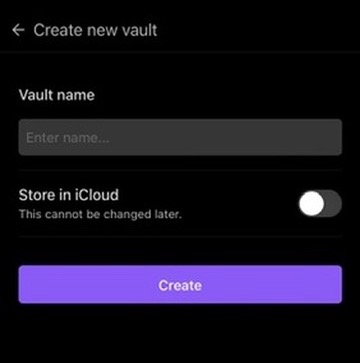 Create new vault
Vault name
Enter name...
Store in iCloud
This cannot be changed later.
Create